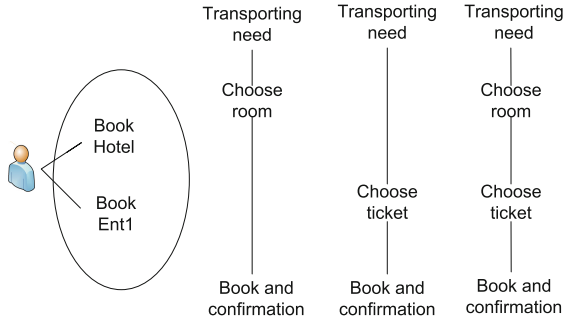 Book
Hotel
Book
Ent1
Transporting
need
Choose
room
Book and
confirmation
Transporting
need
Choose
ticket
Book and
confirmation
Transporting
need
Choose
room
Choose
ticket
Book and
confirmation